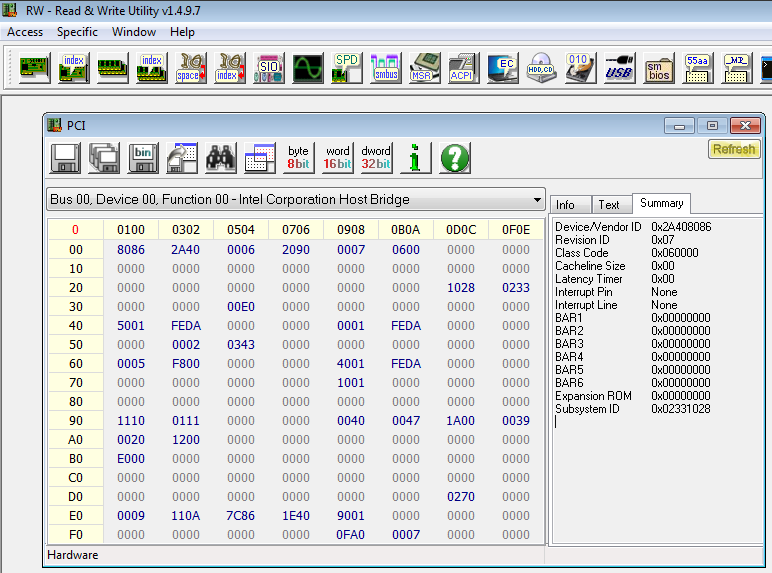 RW - Read & Write Utility v1.4.9.7
Access Specific Window Help
index index space index SIO SPD smbus MSR ACPI EC HDD,CD 010 USB sm bios 55aa
PCI
bin byte 8bit word 16bit dword 32bit i ? Refresh
Bus 00, Device 00, Function 00 - Intel Corporation Host Bridge
Info Text Summary
0 0100 0302 0504 0706 0908 0B0A 0D0C 0F0E
00 8086 2A40 0006 2090 0007 0600 0000 0000
10 0000 0000 0000 0000 0000 0000 0000 0000
20 0000 0000 0000 0000 0000 0000 1028 0233
30 0000 0000 00E0 0000 0000 0000 0000 0000
40 5001 FEDA 0000 0000 0001 FEDA 0000 0000
50 0000 0002 0343 0000 0000 0000 0000 0000
60 0005 F800 0000 0000 4001 FEDA 0000 0000
70 0000 0000 0000 0000 1001 0000 0000 0000
80 0000 0000 0000 0000 0000 0000 0000 0000
90 1110 0111 0000 0000 0040 0047 1A00 0039
A0 0020 1200 0000 0000 0000 0000 0000 0000
B0 E000 0000 0000 0000 0000 0000 0000 0000
C0 0000 0000 0000 0000 0000 0000 0000 0000
D0 0000 0000 0000 0000 0000 0000 0270 0000
E0 0009 110A 7C86 1E40 9001 0000 0000 0000
F0 0000 0000 0000 0000 0FA0 0007 0000 0000
Device/Vendor ID 0x2A408086
Revision ID 0x07
Class Code 0x060000
Cacheline Size 0x00
Latency Timer 0x00
Interrupt Pin None
Interrupt Line None
BAR1 0x00000000
BAR2 0x00000000
BAR3 0x00000000
BAR4 0x00000000
BAR5 0x00000000
BAR6 0x00000000
Expansion ROM 0x00000000
Subsystem ID 0x02331028
Hardware